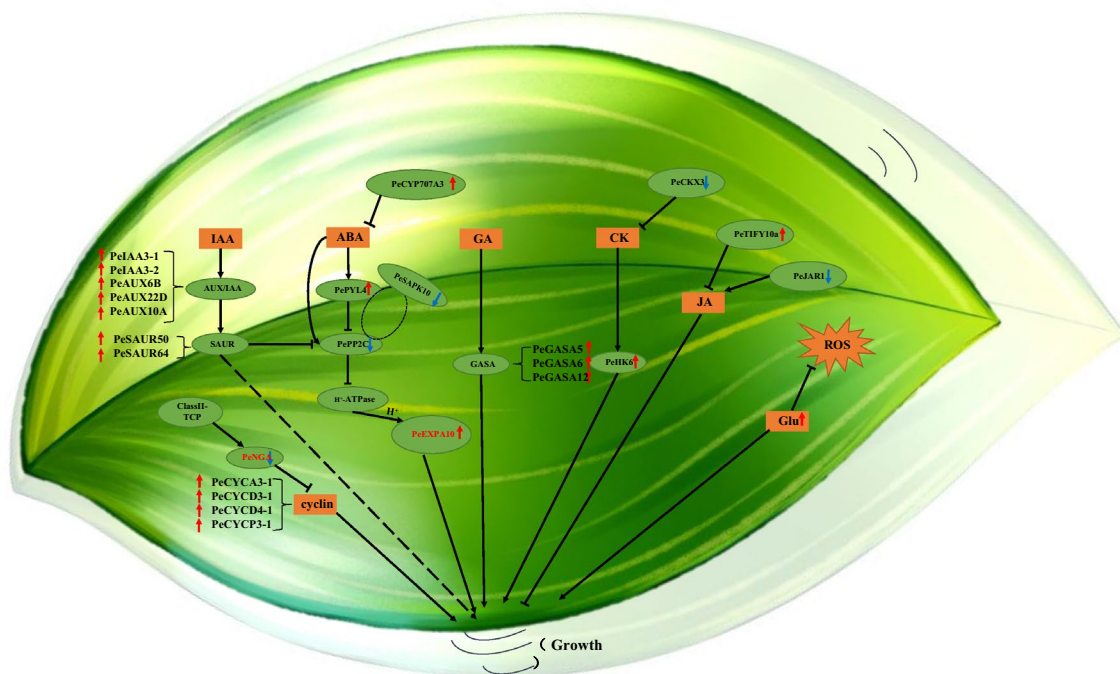 PeCYP707A3
PeCKX3
IAA
ABA
GA
CK
PeTIFY10a
PeIAA3-1
PeIAA3-2
PeAUX6B
PeAUX22D
PeAUX10A
AUX/IAA
PePYL4
PeSAPK10
PeJAR1
JA
PeSAUR50
PeSAUR64
SAUR
PePP2C
GASA
PeGASA5
PeGASA6
PeGASA12
PeHK6
ROS
ClassII-
TCP
H⁺-ATPase
H⁺
PeEXPA10
Glu
PeNGA
PeCYCA3-1
PeCYCD3-1
PeCYCD4-1
PeCYCP3-1
cyclin
( Growth
)